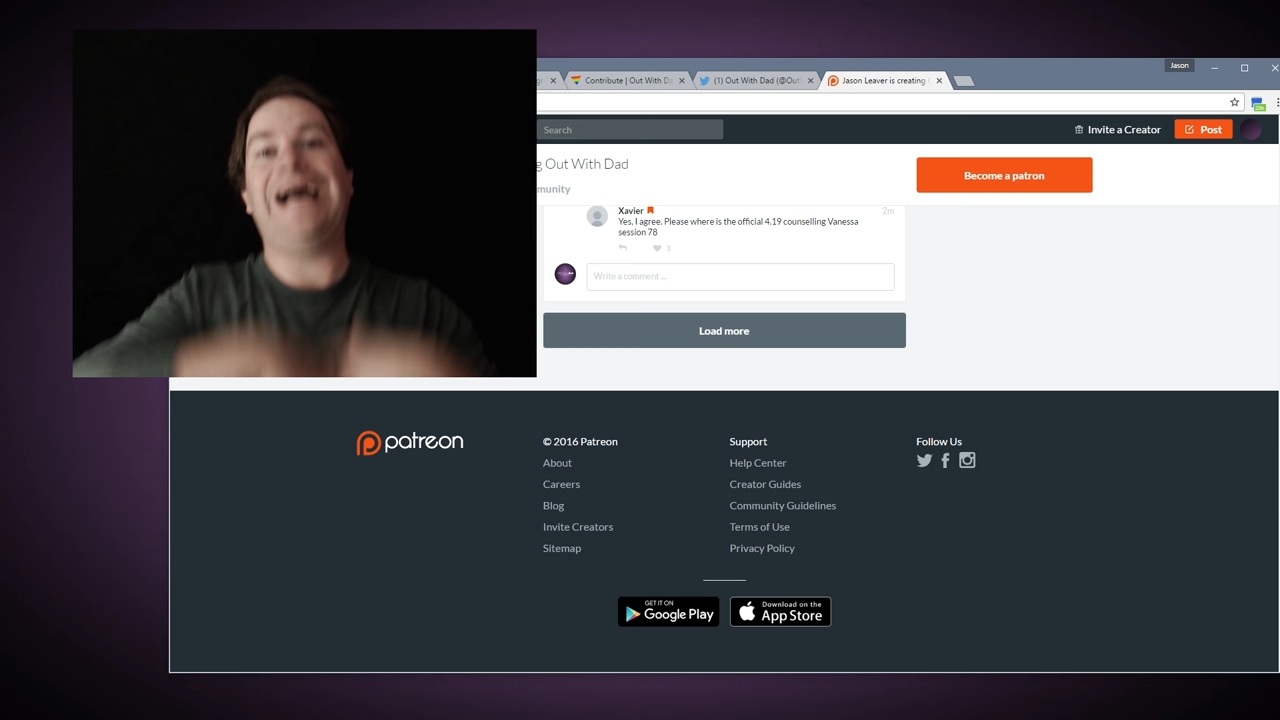 Jason
Contribute | Out With Da
(1) Out With Dad (@Out
Jason Leaver is creating
Search
Invite a Creator
Post
g Out With Dad
munity
Become a patron
Xavier
2m
Yes, I agree. Please where is the official 4.19 counselling Vanessa
session 78
1
Write a comment ...
Load more
patreon
© 2016 Patreon
About
Careers
Blog
Invite Creators
Sitemap
Support
Help Center
Creator Guides
Community Guidelines
Terms of Use
Privacy Policy
Follow Us
GET IT ON
Google Play
Download on the
App Store